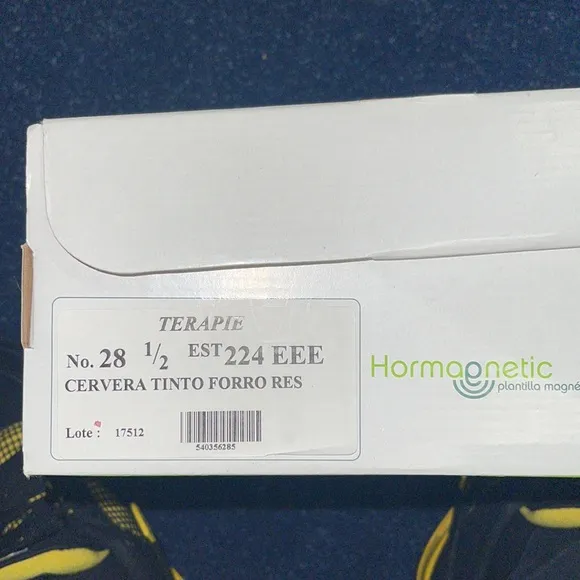 TERAPIE
No. 28 1/2 EST 224 EEE
CERVERA TINTO FORRO RES
Lote : 17512
540356285
Hormagnetic
plantilla magné